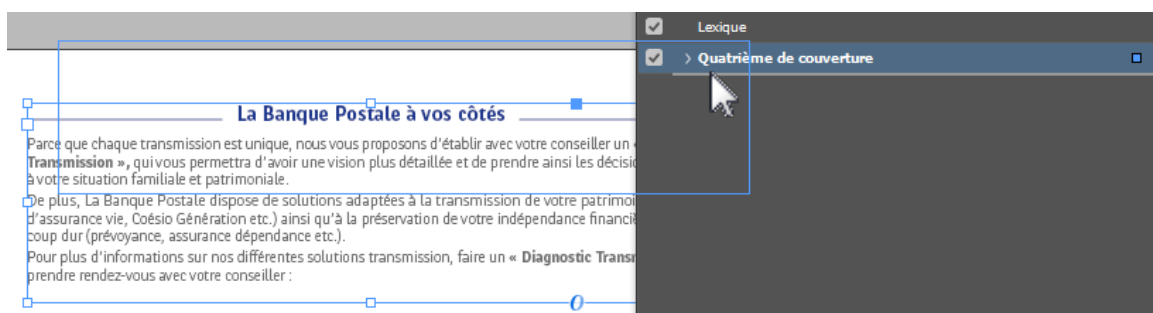 Lexique
Quatrième de couverture
La Banque Postale à vos côtés
Parce que chaque transmission est unique, nous vous proposons d'établir avec votre conseiller un «
Transmission », qui vous permettra d'avoir une vision plus détaillée et de prendre ainsi les
à votre situation familiale et patrimoniale.
De plus, La Banque Postale dispose de solutions adaptées à la transmission de votre
d'assurance vie, Coésio Génération etc.) ainsi qu'à la préservation de votre indépendance
coup dur (prévoyance, assurance dépendance etc.).
Pour plus d'informations sur nos différentes solutions transmission, faire un « Diagnostic
prendre rendez-vous avec votre conseiller :